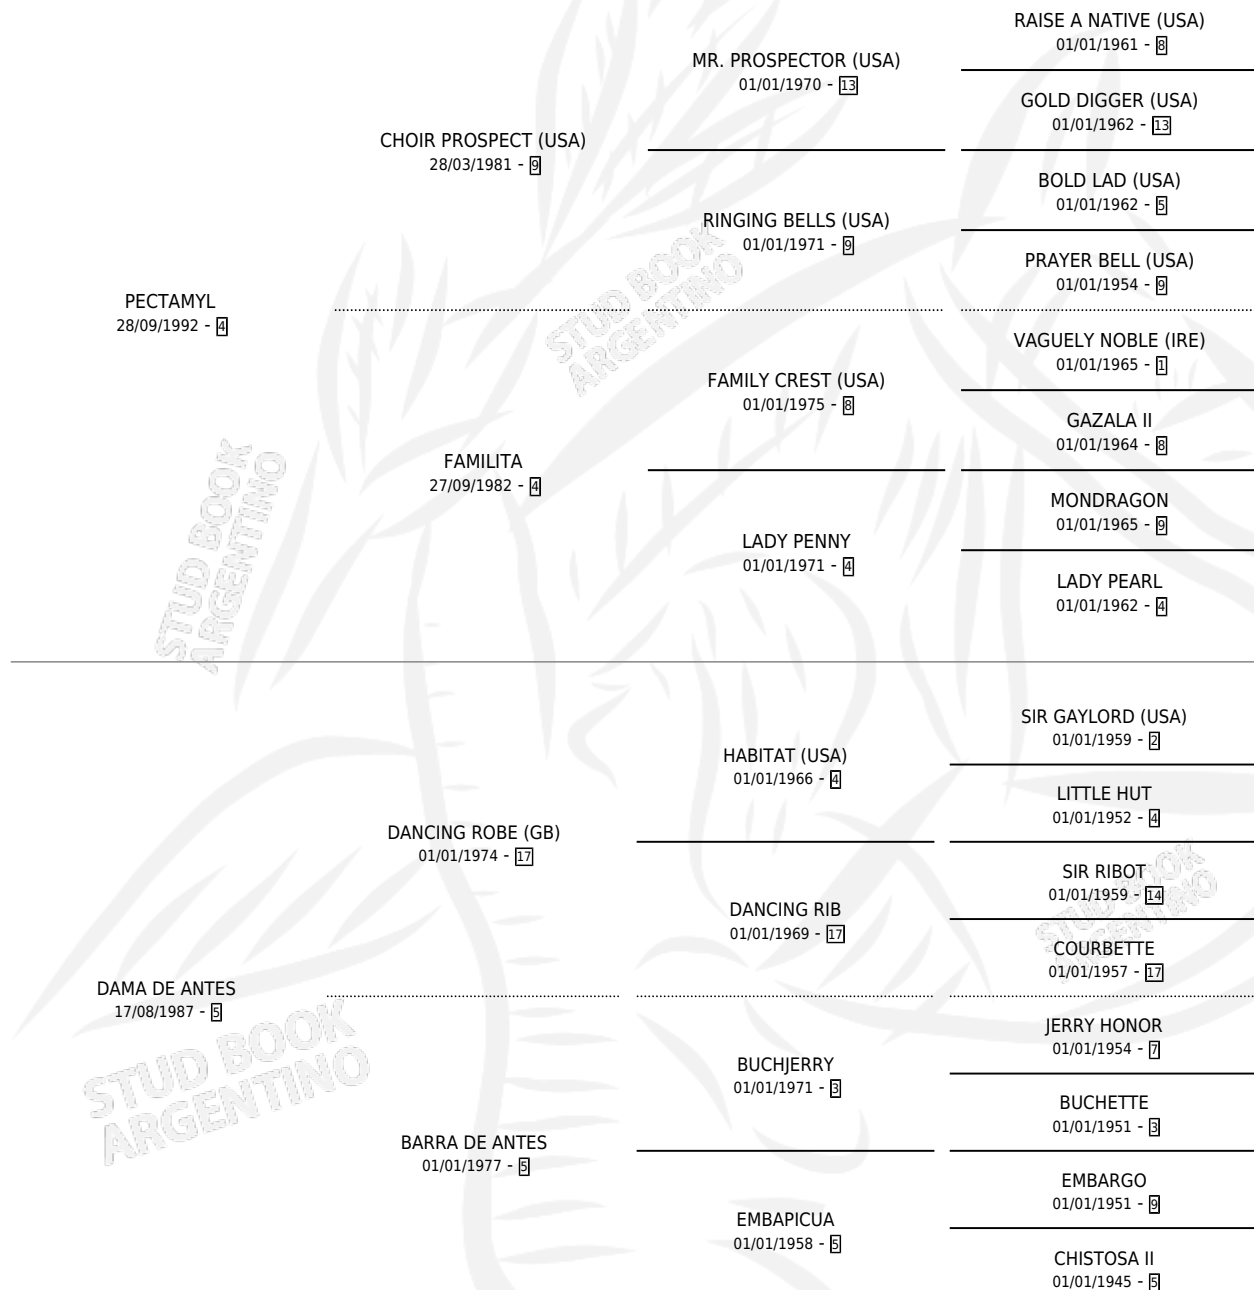 RAISE A NATIVE (USA)
01/01/1961 - 8
MR. PROSPECTOR (USA)
01/01/1970 - 13
GOLD DIGGER (USA)
01/01/1962 - 13
CHOIR PROSPECT (USA)
28/03/1981 - 9
BOLD LAD (USA)
01/01/1962 - 5
RINGING BELLS (USA)
01/01/1971 - 9
PRAYER BELL (USA)
01/01/1954 - 9
PECTAMYL
28/09/1992 - 4
VAGUELY NOBLE (IRE)
01/01/1965 - 1
FAMILY CREST (USA)
01/01/1975 - 8
GAZALA II
01/01/1964 - 8
FAMILITA
27/09/1982 - 4
MONDRAGON
01/01/1965 - 9
LADY PENNY
01/01/1971 - 4
LADY PEARL
01/01/1962 - 4
SIR GAYLORD (USA)
01/01/1959 - 2
HABITAT (USA)
01/01/1966 - 4
LITTLE HUT
01/01/1952 - 4
DANCING ROBE (GB)
01/01/1974 - 17
SIR RIBOT
01/01/1959 - 14
DANCING RIB
01/01/1969 - 17
COURBETTE
01/01/1957 - 17
DAMA DE ANTES
17/08/1987 - 5
JERRY HONOR
01/01/1954 - 7
BUCHJERRY
01/01/1971 - 3
BUCHETTE
01/01/1951 - 3
BARRA DE ANTES
01/01/1977 - 5
EMBARGO
01/01/1951 - 9
EMBAPICUA
01/01/1958 - 5
CHISTOSA II
01/01/1945 - 5
STUD BOOK
ARGENTINO
STUD BOOK
ARGENTINO
STUD BOOK
ARGENTINO
STUD BOOK
ARGENTINO